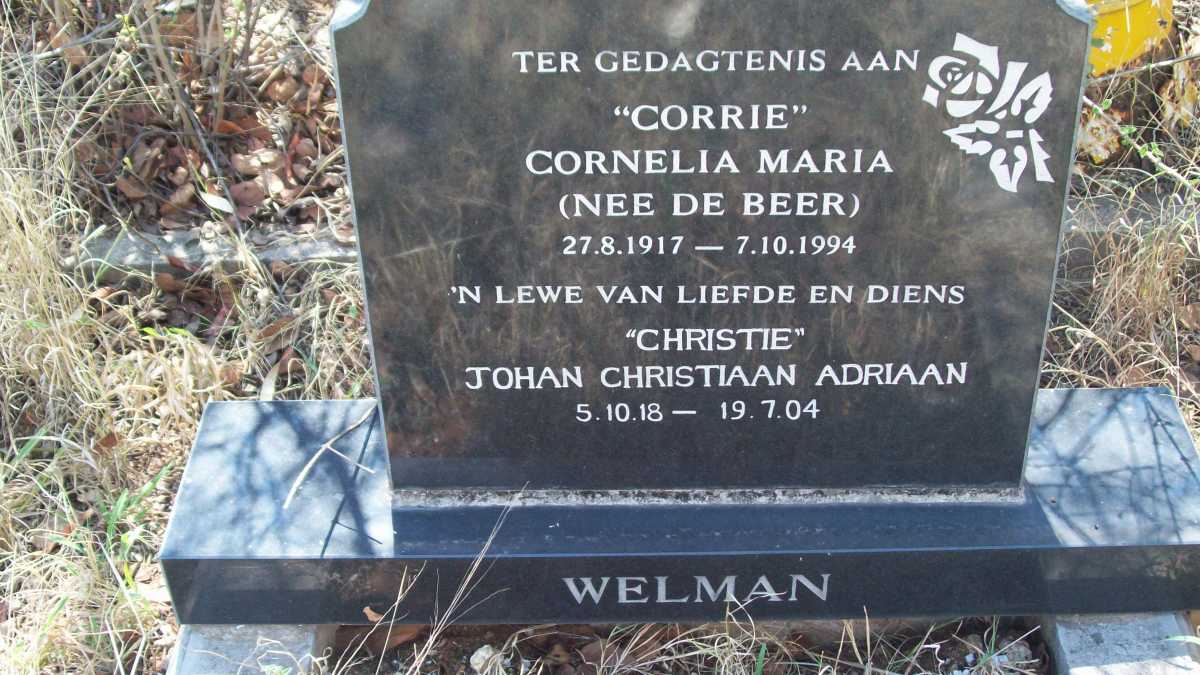 TER GEDAGTENIS AAN
“CORRIE”
CORNELIA MARIA
(NEE DE BEER)
27.8.1917 — 7.10.1994
'N LEWE VAN LIEFDE EN DIENS
“CHRISTIE”
JOHAN CHRISTIAAN ADRIAAN
5.10.18 — 19.7.04
WELMAN